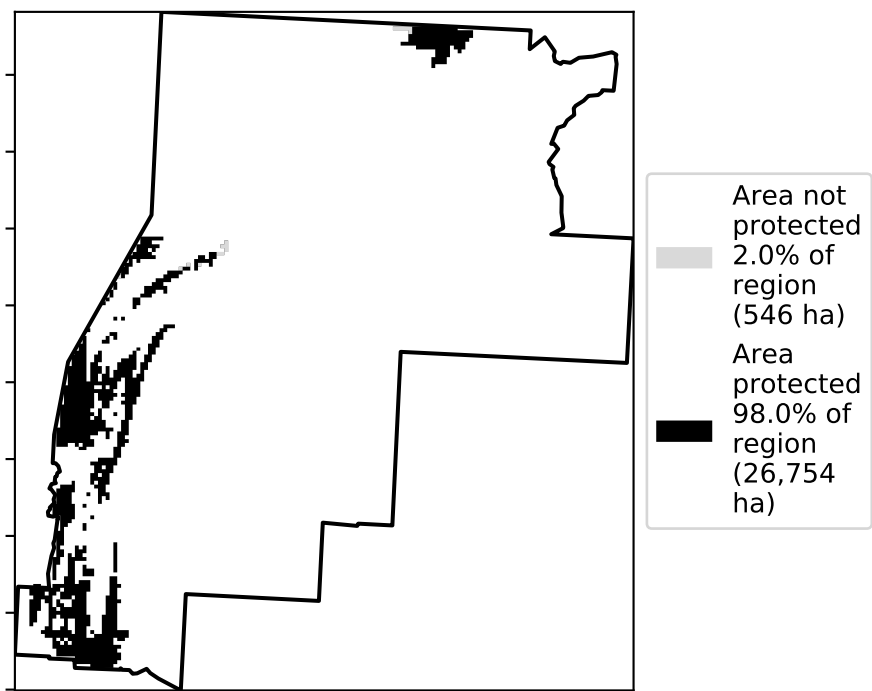 Area not
protected
2.0% of
region
(546 ha)
Area
protected
98.0% of
region
(26,754
ha)